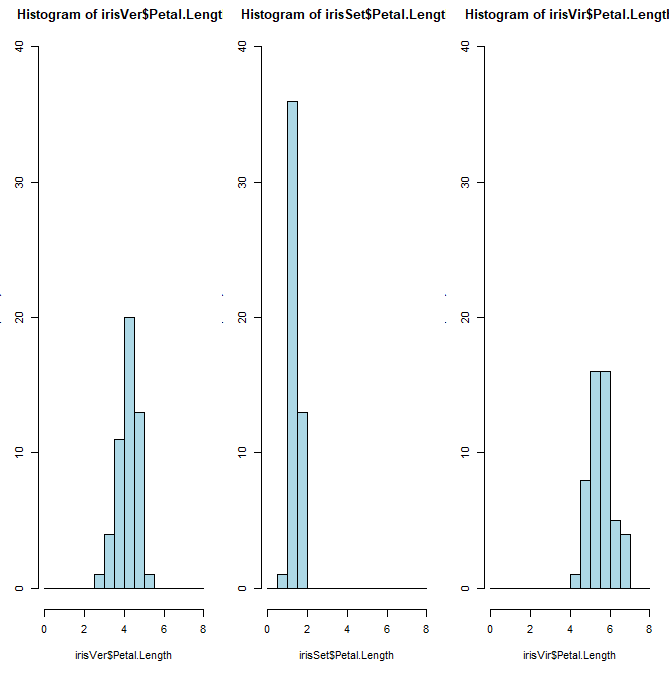 Histogram of irisVer$Petal.Lengt
40
30
20
10
0
0 2 4 6 8
irisVer$Petal.Length
Histogram of irisSet$Petal.Lengt
40
30
20
10
0
0 2 4 6 8
irisSet$Petal.Length
Histogram of irisVir$Petal.Lengt
40
30
20
10
0
0 2 4 6 8
irisVir$Petal.Length